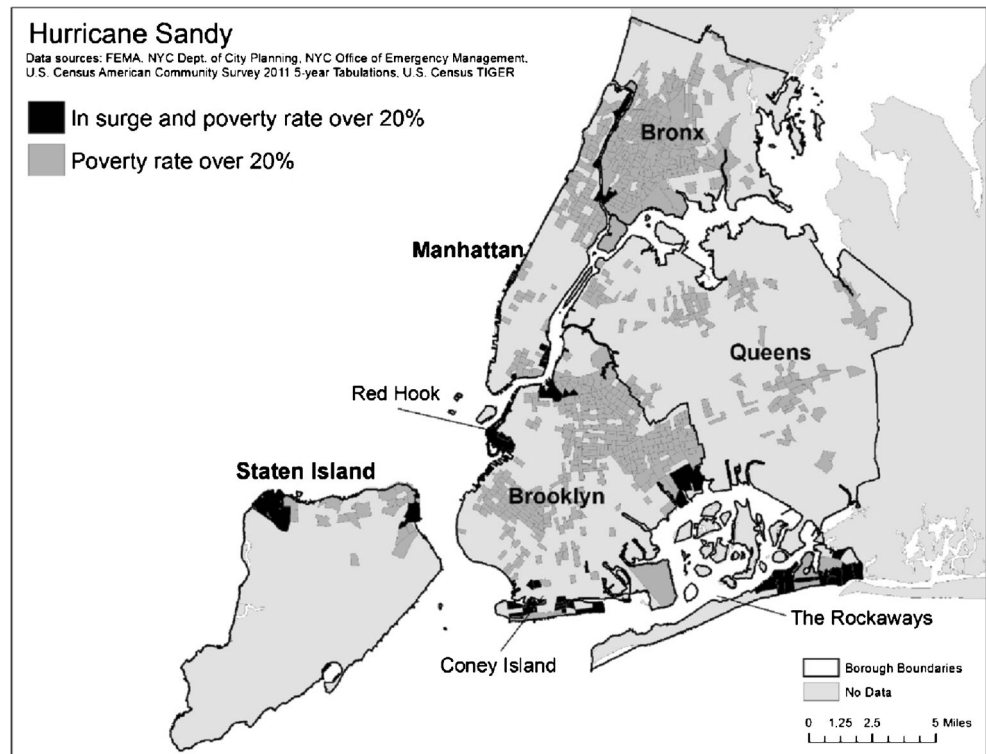 Hurricane Sandy
Data sources: FEMA, NYC Dept. of City Planning, NYC Office of Emergency Management,
U.S. Census American Community Survey 2011 5-year Tabulations, U.S. Census TIGER
In surge and poverty rate over 20%
Poverty rate over 20%
Bronx
Manhattan
Queens
Red Hook
Staten Island
Brooklyn
The Rockaways
Coney Island
Borough Boundaries
No Data
0 1.25 2.5 5 Miles